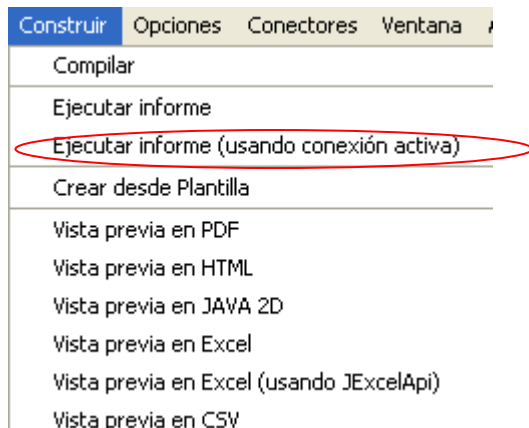 Construir Opciones Conectores Ventana
Compilar
Ejecutar informe
Ejecutar informe (usando conexión activa)
Crear desde Plantilla
Vista previa en PDF
Vista previa en HTML
Vista previa en JAVA 2D
Vista previa en Excel
Vista previa en Excel (usando JExcelApi)
Vista previa en CSV